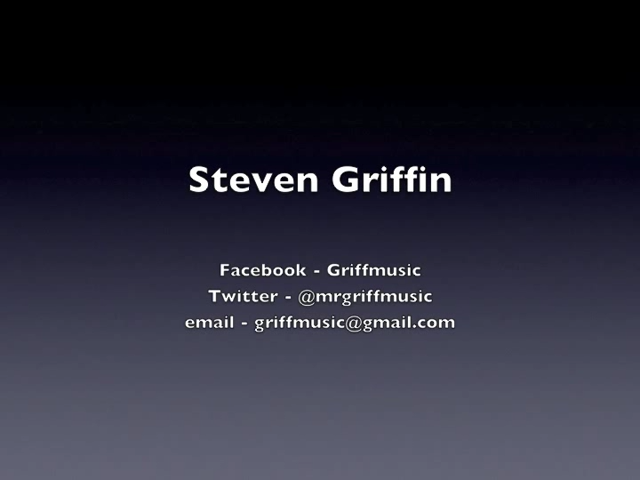 Steven Griffin
Facebook - Griffmusic
Twitter - @mrgriffmusic
email - griffmusic@gmail.com